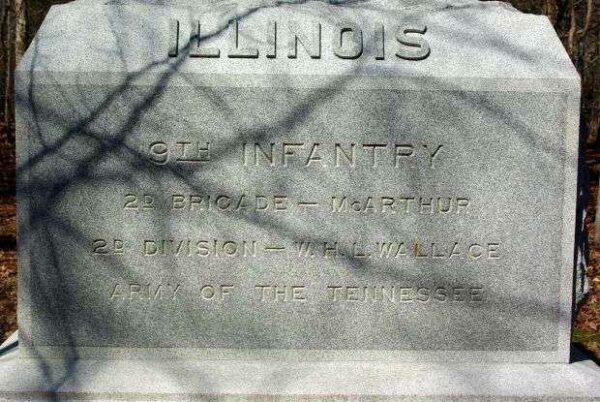 ILLINOIS
9TH INFANTRY
2D BRIGADE — McARTHUR
2D DIVISION — W.H.L. WALLACE
ARMY OF THE TENNESSEE